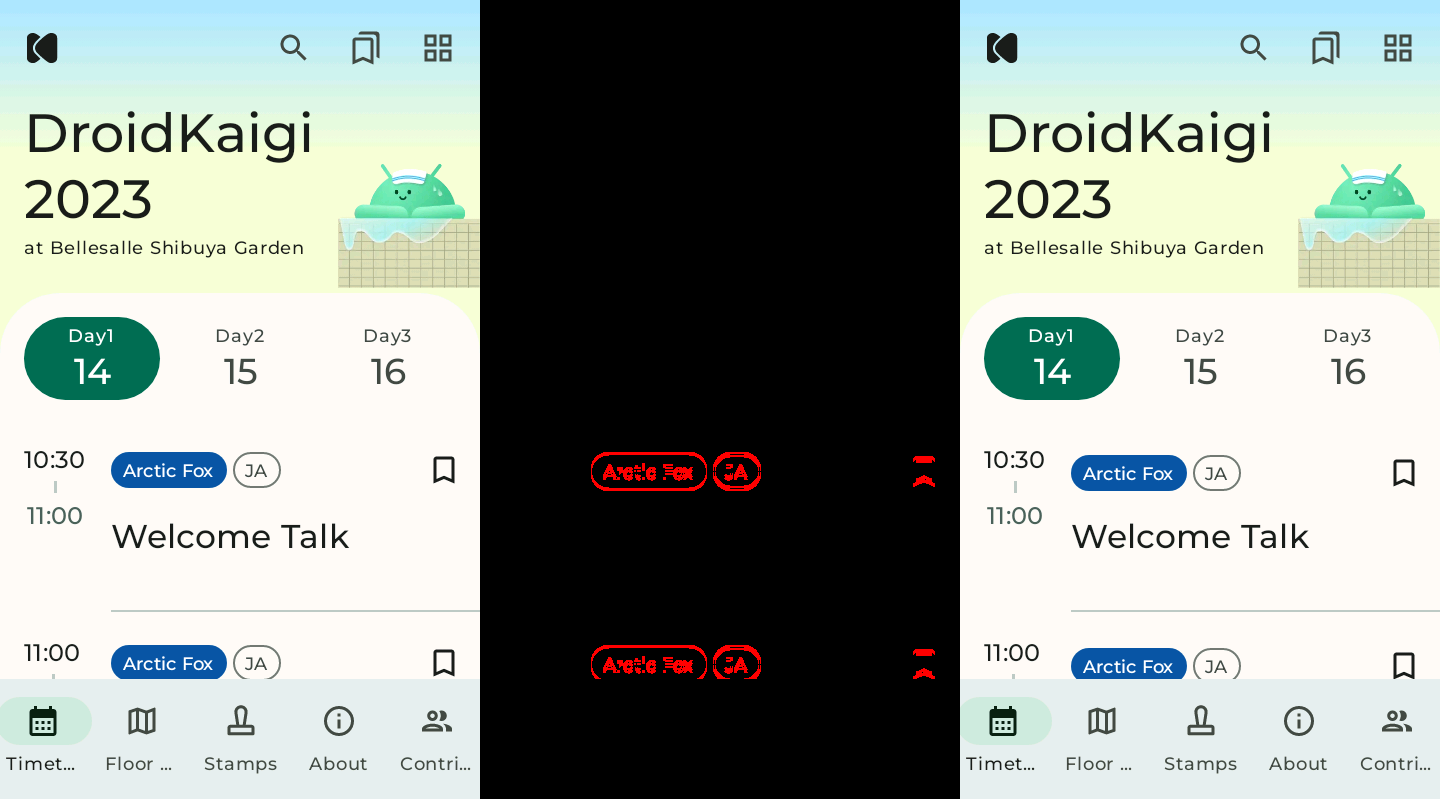 DroidKaigi
2023
at Bellesalle Shibuya Garden
Day1 Day2 Day3
14 15 16
10:30 Arctic Fox JA
11:00
Welcome Talk
11:00 Arctic Fox JA
Timet... Floor ... Stamps About Contri...
Arctic Fox JA
Arctic Fox JA
DroidKaigi
2023
at Bellesalle Shibuya Garden
Day1 Day2 Day3
14 15 16
10:30 Arctic Fox JA
11:00
Welcome Talk
11:00 Arctic Fox JA
Timet... Floor ... Stamps About Contri...